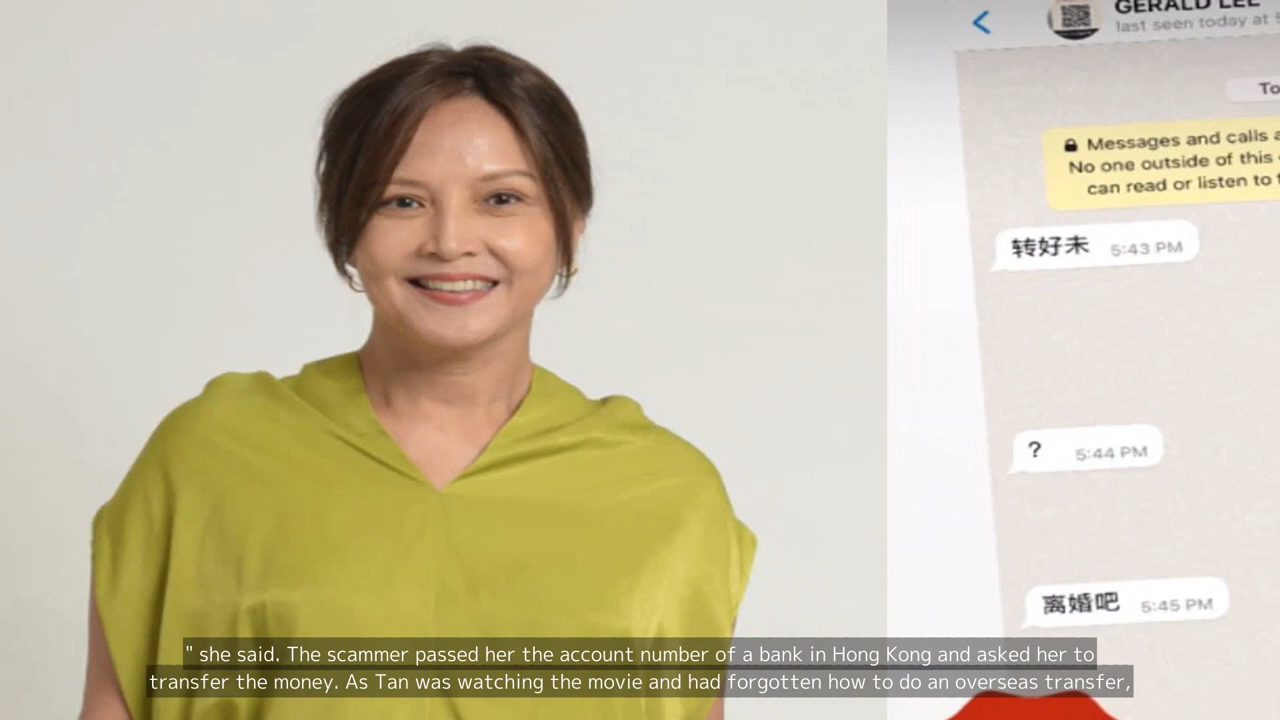 GERALD LEE
last seen today at
Messages and calls
No one outside of this
can read or listen to
转好未 5:43 PM
? 5:44 PM
离婚吧 5:45 PM
" she said. The scammer passed her the account number of a bank in Hong Kong and asked her to
transfer the money. As Tan was watching the movie and had forgotten how to do an overseas transfer,